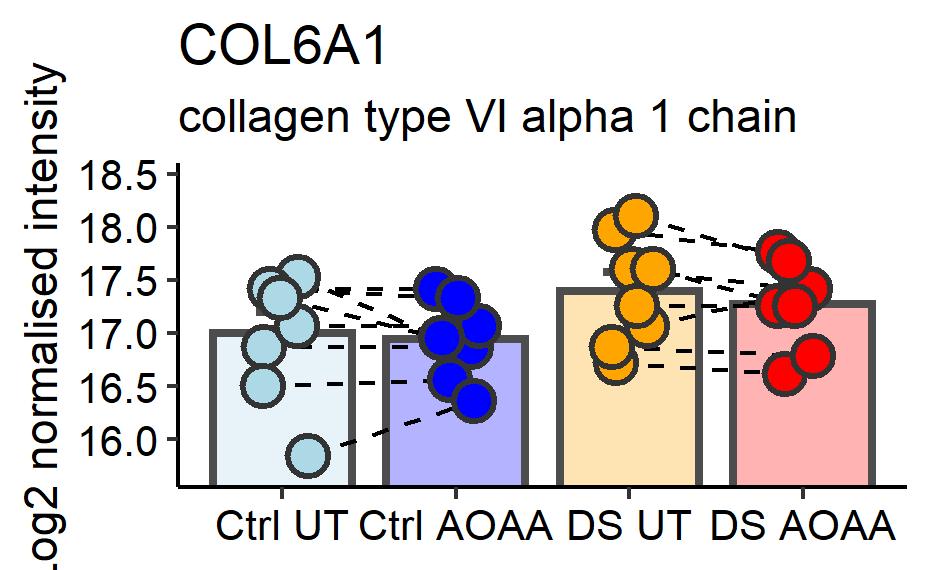 COL6A1
collagen type VI alpha 1 chain
Log2 normalised intensity
18.5
18.0
17.5
17.0
16.5
16.0
Ctrl UT Ctrl AOAA DS UT DS AOAA